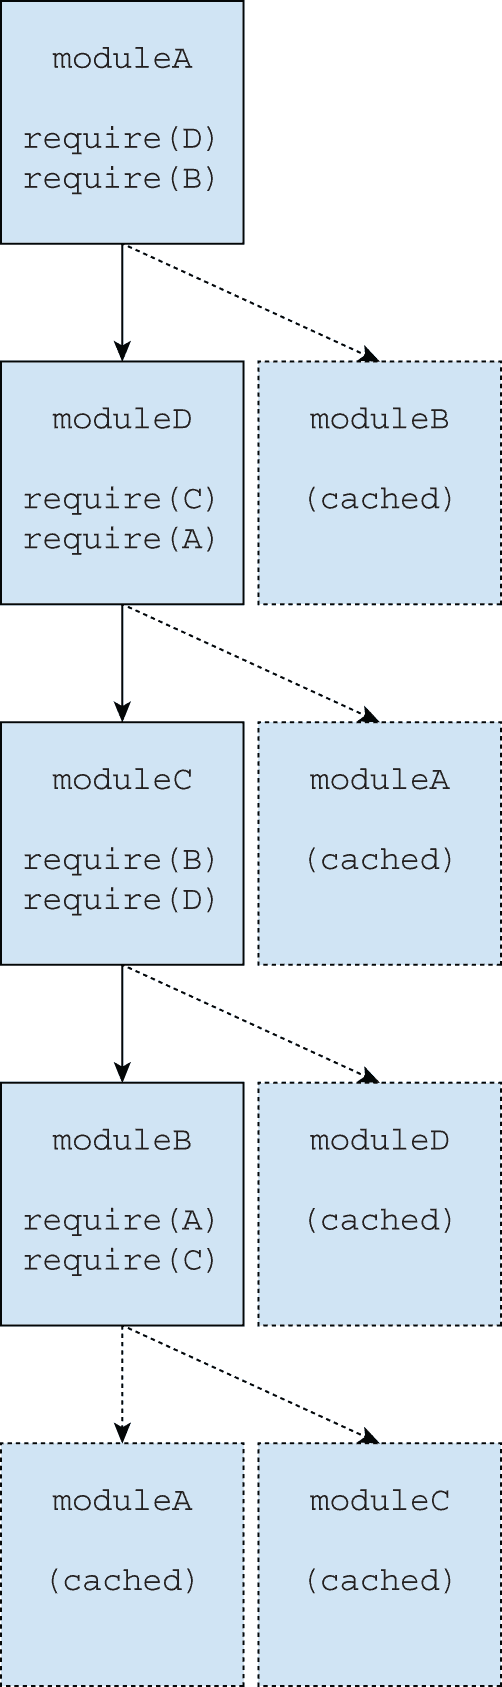 moduleA
require(D)
require(B)
moduleD
require(C)
require(A)
moduleB
(cached)
moduleC
require(B)
require(D)
moduleA
(cached)
moduleB
require(A)
require(C)
moduleD
(cached)
moduleA
(cached)
moduleC
(cached)